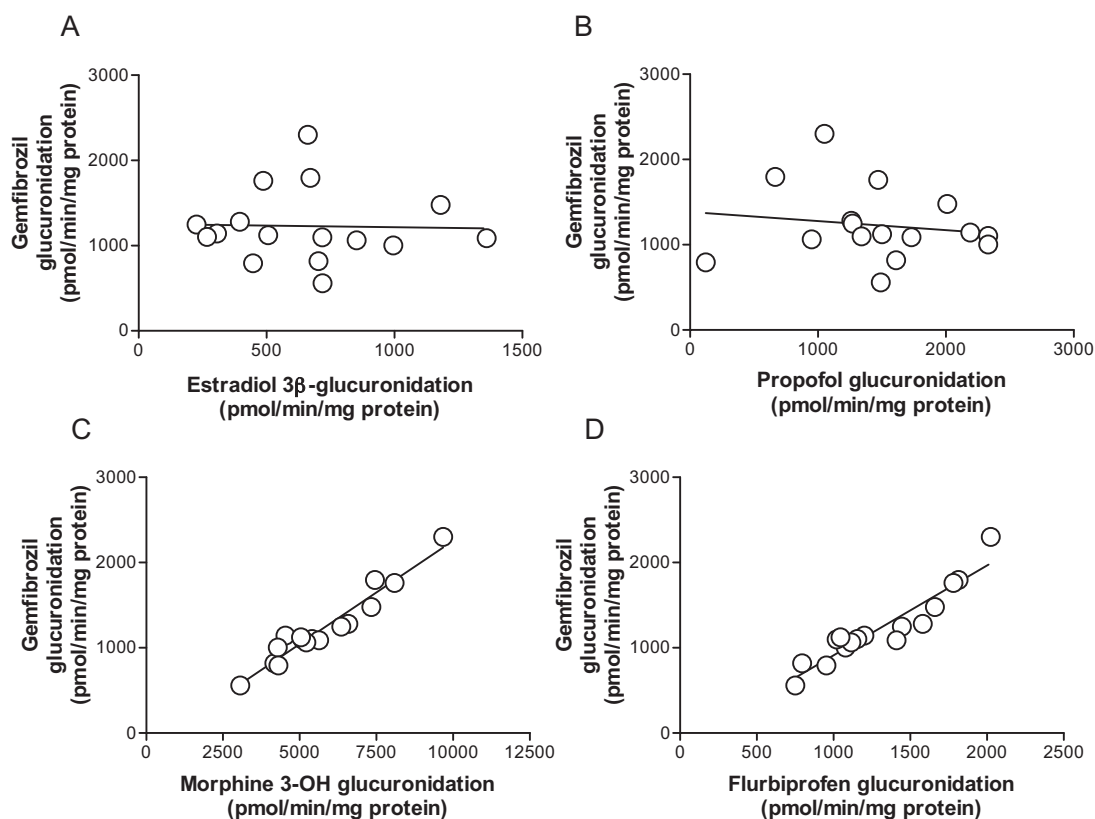 A
Gemfibrozil
glucuronidation
(pmol/min/mg protein)
3000
2000
1000
0
0 500 1000 1500
Estradiol 3β-glucuronidation
(pmol/min/mg protein)
B
Gemfibrozil
glucuronidation
(pmol/min/mg protein)
3000
2000
1000
0
0 1000 2000 3000
Propofol glucuronidation
(pmol/min/mg protein)
C
Gemfibrozil
glucuronidation
(pmol/min/mg protein)
3000
2000
1000
0
0 2500 5000 7500 10000 12500
Morphine 3-OH glucuronidation
(pmol/min/mg protein)
D
Gemfibrozil
glucuronidation
(pmol/min/mg protein)
3000
2000
1000
0
0 500 1000 1500 2000 2500
Flurbiprofen glucuronidation
(pmol/min/mg protein)